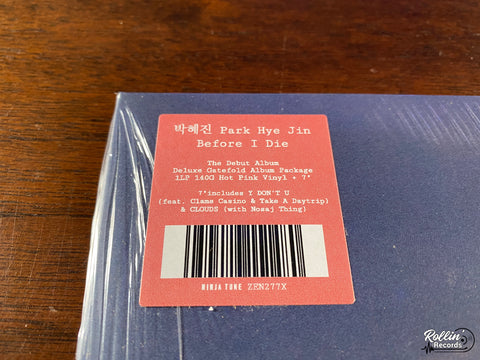 박혜진 Park Hye Jin
Before I Die
The Debut Album
Deluxe Gatefold Album Package
1LP 140G Hot Pink Vinyl + 7"
7"includes Y DON'T U
(feat. Clams Casino & Take A Daytrip)
& CLOUDS (with Nosaj Thing)
NINJA TUNE ZEN277X
Rollin'
Records